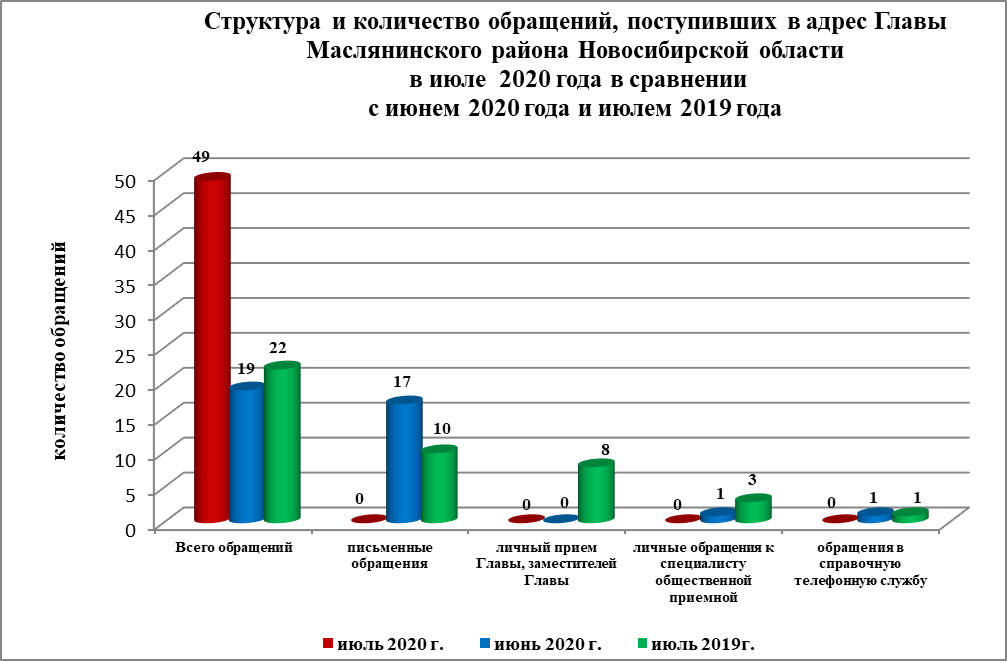 Структура и количество обращений, поступивших в адрес Главы
Маслянинского района Новосибирской области
в июле 2020 года в сравнении
с июнем 2020 года и июлем 2019 года
количество обращений
50
45
40
35
30
25
20
15
10
5
0
49
19
22
0
17
10
0
0
8
0
1
3
0
1
1
Всего обращений
письменные
обращения
личный прием
Главы, заместителей
Главы
личные обращения к
специалисту
общественной
приемной
обращения в
справочную
телефонную службу
июль 2020 г.
июнь 2020 г.
июль 2019г.